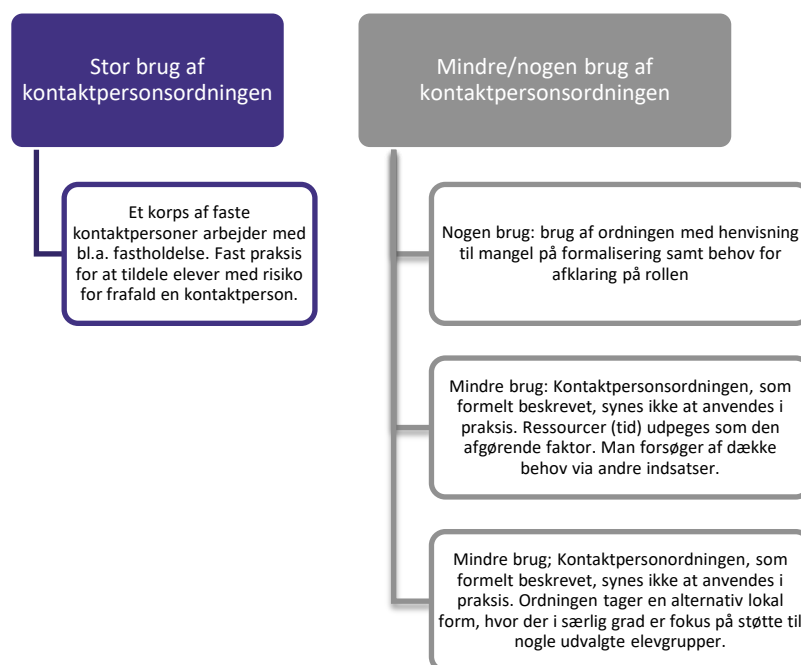 Stor brug af
kontaktpersonsordningen
Et korps af faste
kontaktpersoner arbejder med
bl.a. fastholdelse. Fast praksis
for at tildele elever med risiko
for frafald en kontaktperson.
Mindre/nogen brug af
kontaktpersonsordningen
Nogen brug: brug af ordningen med henvisning
til mangel på formalisering samt behov for
afklaring på rollen
Mindre brug: Kontaktpersonsordningen, som
formelt beskrevet, synes ikke at anvendes i
praksis. Ressourcer (tid) udpeges som den
afgørende faktor. Man forsøger af dække
behov via andre indsatser.
Mindre brug; Kontaktpersonordningen, som
formelt beskrevet, synes ikke at anvendes i
praksis. Ordningen tager en alternativ lokal
form, hvor der i særlig grad er fokus på støtte til
nogle udvalgte elevgrupper.